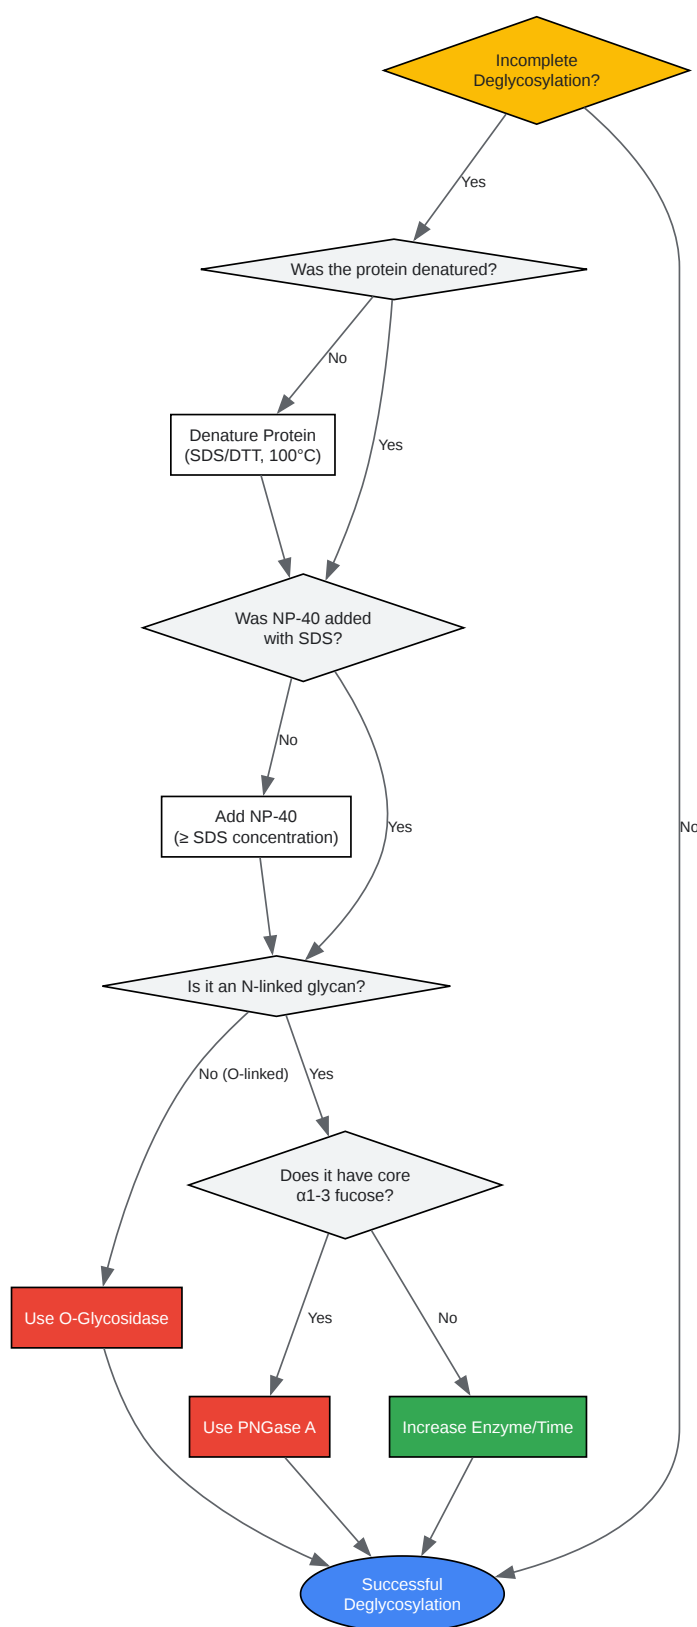 Incomplete
Deglycosylation?
Yes
Was the protein denatured?
No
Denature Protein
(SDS/DTT, 100°C)
Yes
Was NP-40 added
with SDS?
No
Add NP-40
(≥ SDS concentration)
Yes
No
Is it an N-linked glycan?
No (O-linked)
Yes
Does it have core
α1-3 fucose?
Use O-Glycosidase
Yes
No
Use PNGase A
Increase Enzyme/Time
Successful
Deglycosylation